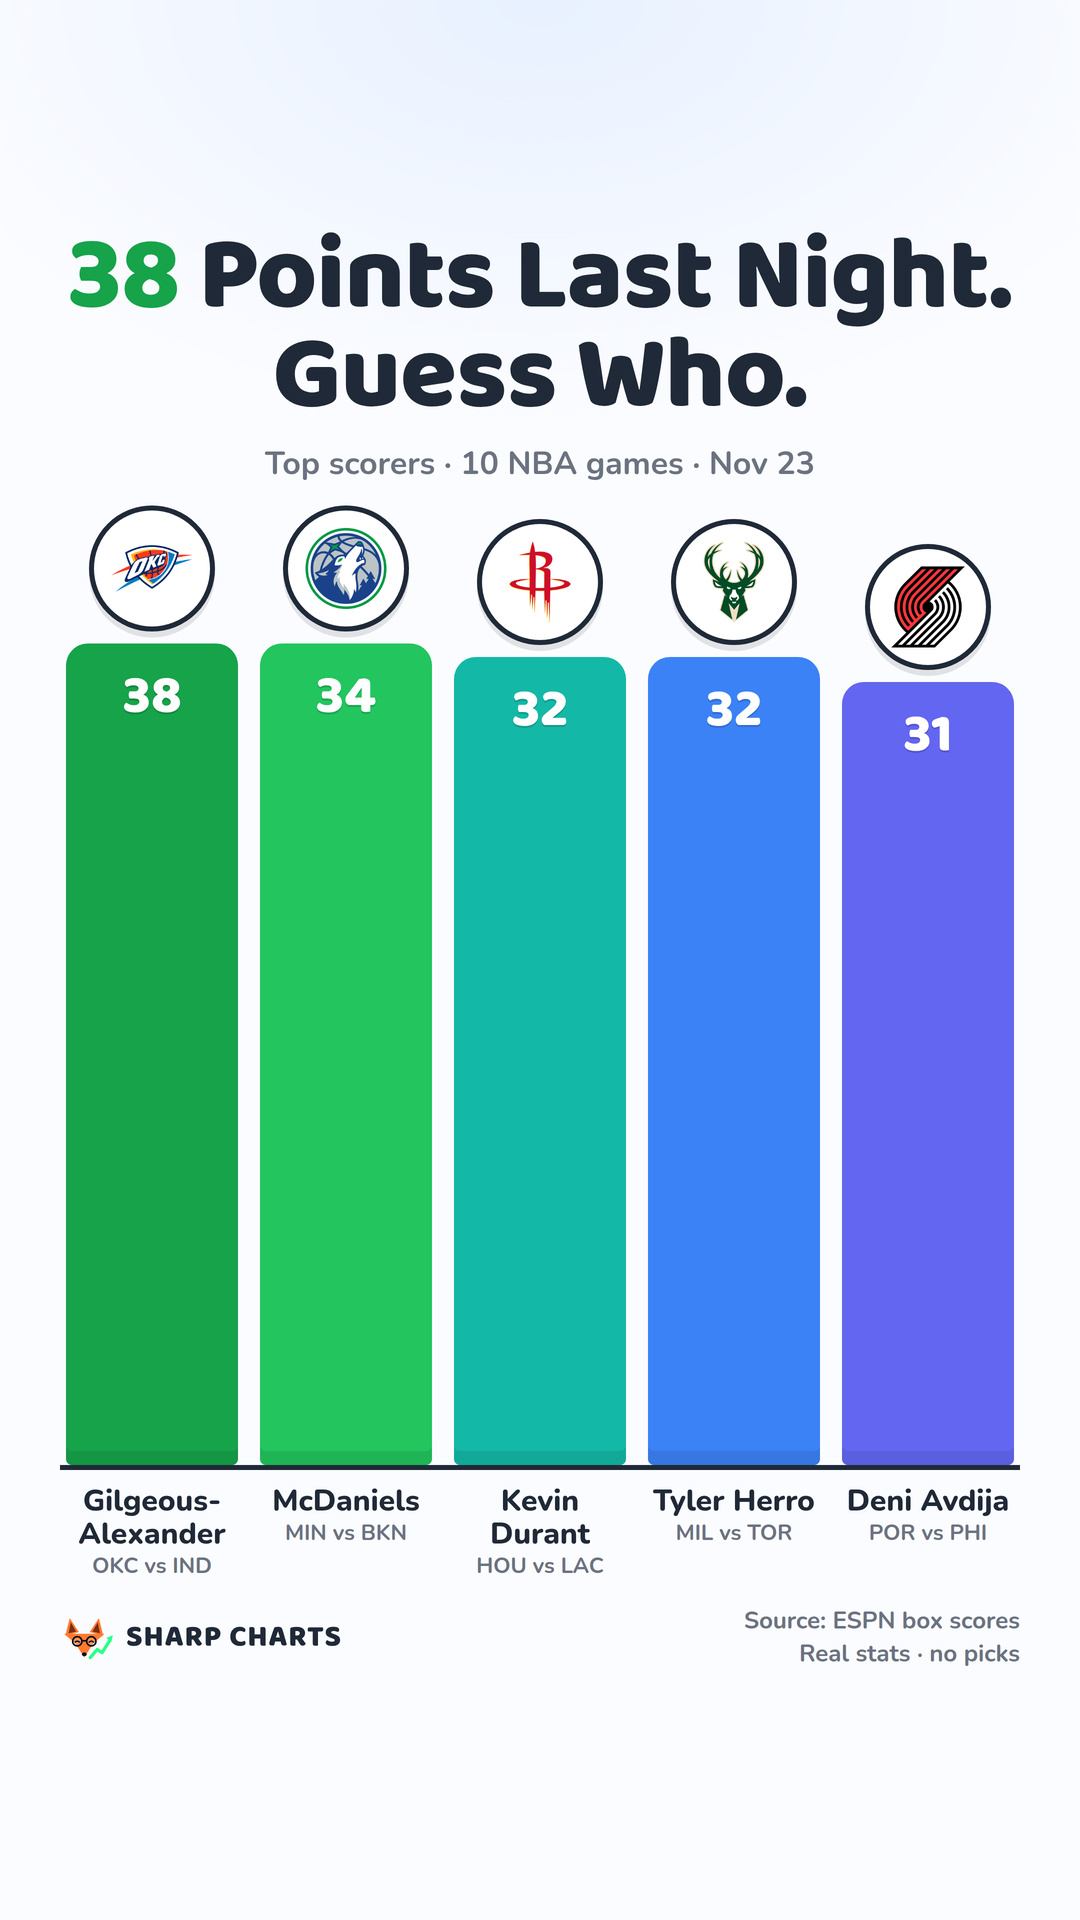 38 Points Last Night.
Guess Who.
Top scorers · 10 NBA games · Nov 23
OKC
R
38
34
32
32
31
Gilgeous-
Alexander
OKC vs IND
McDaniels
MIN vs BKN
Kevin
Durant
HOU vs LAC
Tyler Herro
MIL vs TOR
Deni Avdija
POR vs PHI
SHARP CHARTS
Source: ESPN box scores
Real stats · no picks